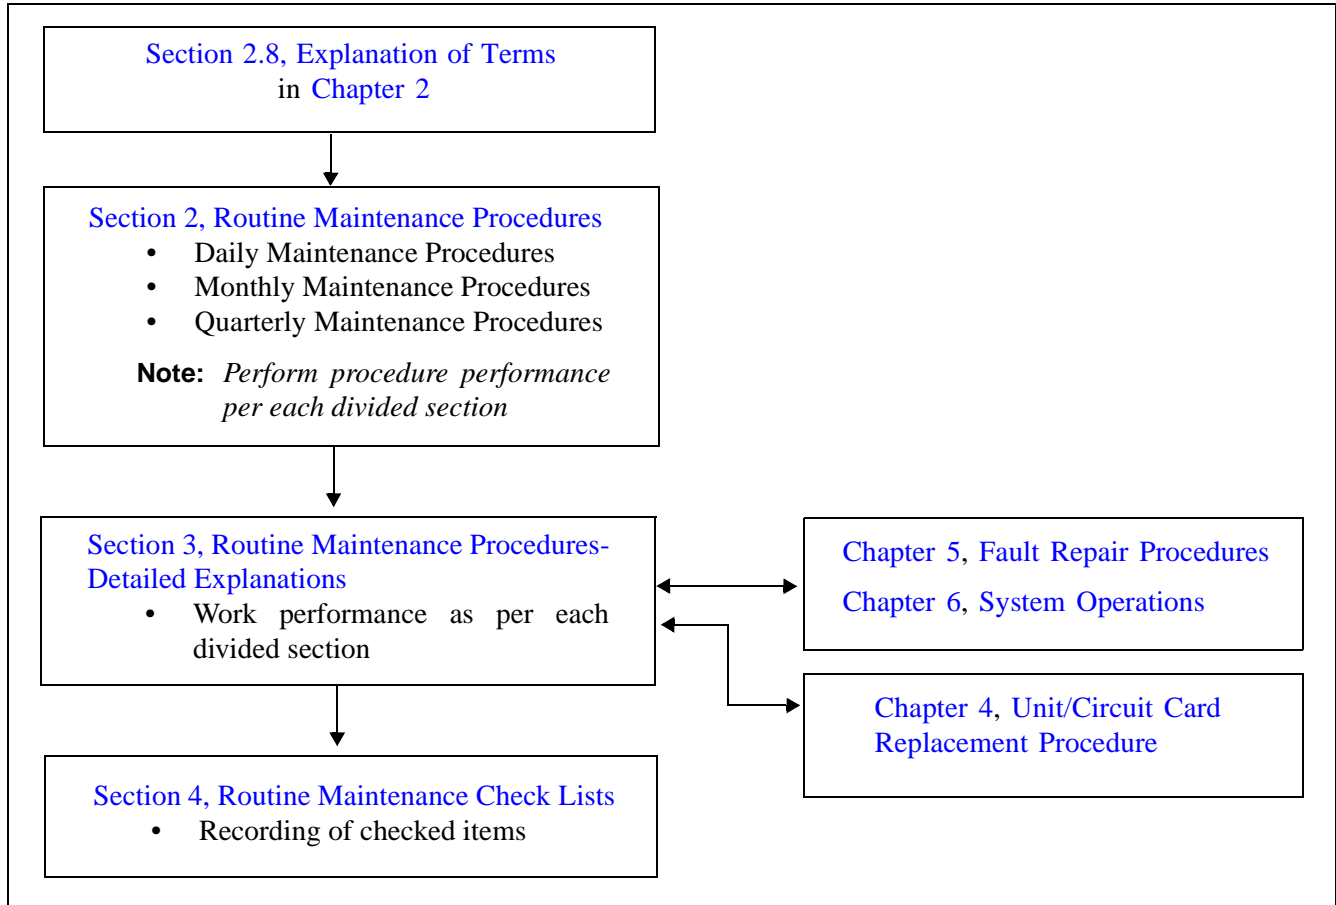 Section 2.8, Explanation of Terms
in Chapter 2
Section 2, Routine Maintenance Procedures
• Daily Maintenance Procedures
• Monthly Maintenance Procedures
• Quarterly Maintenance Procedures
Note: Perform procedure performance
per each divided section
Section 3, Routine Maintenance Procedures-
Detailed Explanations
• Work performance as per each
divided section
Chapter 5, Fault Repair Procedures
Chapter 6, System Operations
Chapter 4, Unit/Circuit Card
Replacement Procedure
Section 4, Routine Maintenance Check Lists
• Recording of checked items